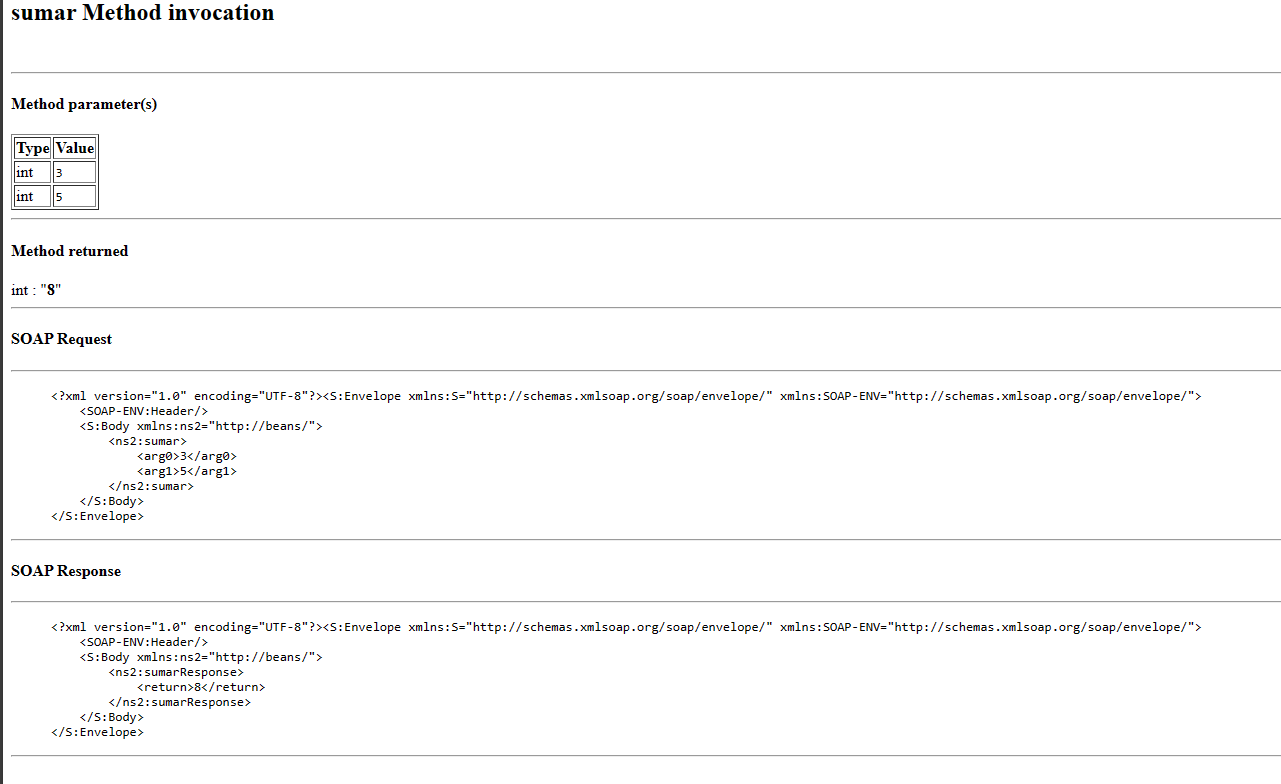 sumar Method invocation
Method parameter(s)
Type Value
int 3
int 5
Method returned
int : "8"
SOAP Request
<?xml version="1.0" encoding="UTF-8"?><S:Envelope xmlns:S="http://schemas.xmlsoap.org/soap/envelope/" xmlns:SOAP-ENV="http://schemas.xmlsoap.org/soap/envelope/">
<SOAP-ENV:Header/>
<S:Body xmlns:ns2="http://beans/">
<ns2:sumar>
<arg0>3</arg0>
<arg1>5</arg1>
</ns2:sumar>
</S:Body>
</S:Envelope>
SOAP Response
<?xml version="1.0" encoding="UTF-8"?><S:Envelope xmlns:S="http://schemas.xmlsoap.org/soap/envelope/" xmlns:SOAP-ENV="http://schemas.xmlsoap.org/soap/envelope/">
<SOAP-ENV:Header/>
<S:Body xmlns:ns2="http://beans/">
<ns2:sumarResponse>
<return>8</return>
</ns2:sumarResponse>
</S:Body>
</S:Envelope>